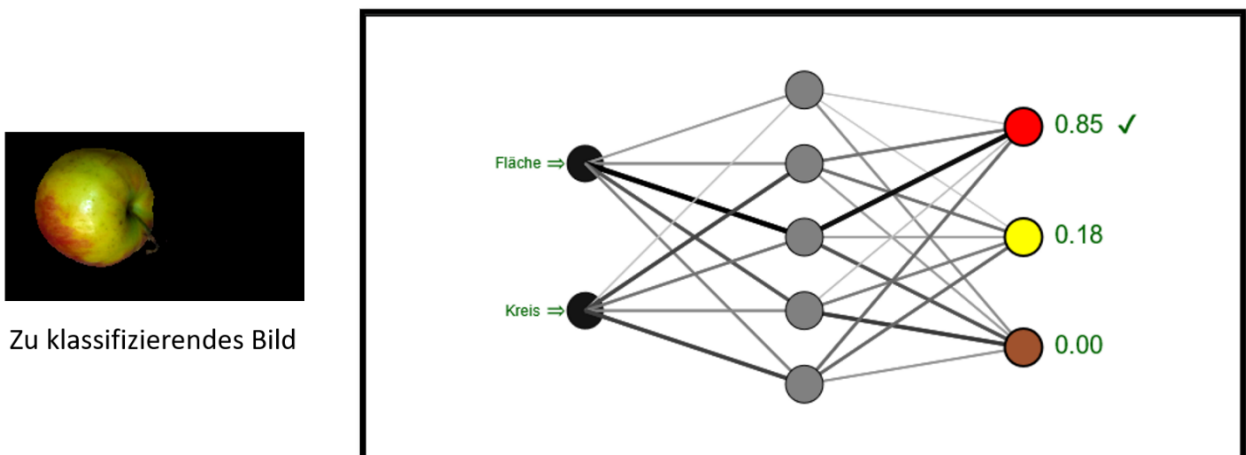 Fläche ⇒
Kreis ⇒
0.85 ✓
0.18
0.00
Zu klassifizierendes Bild